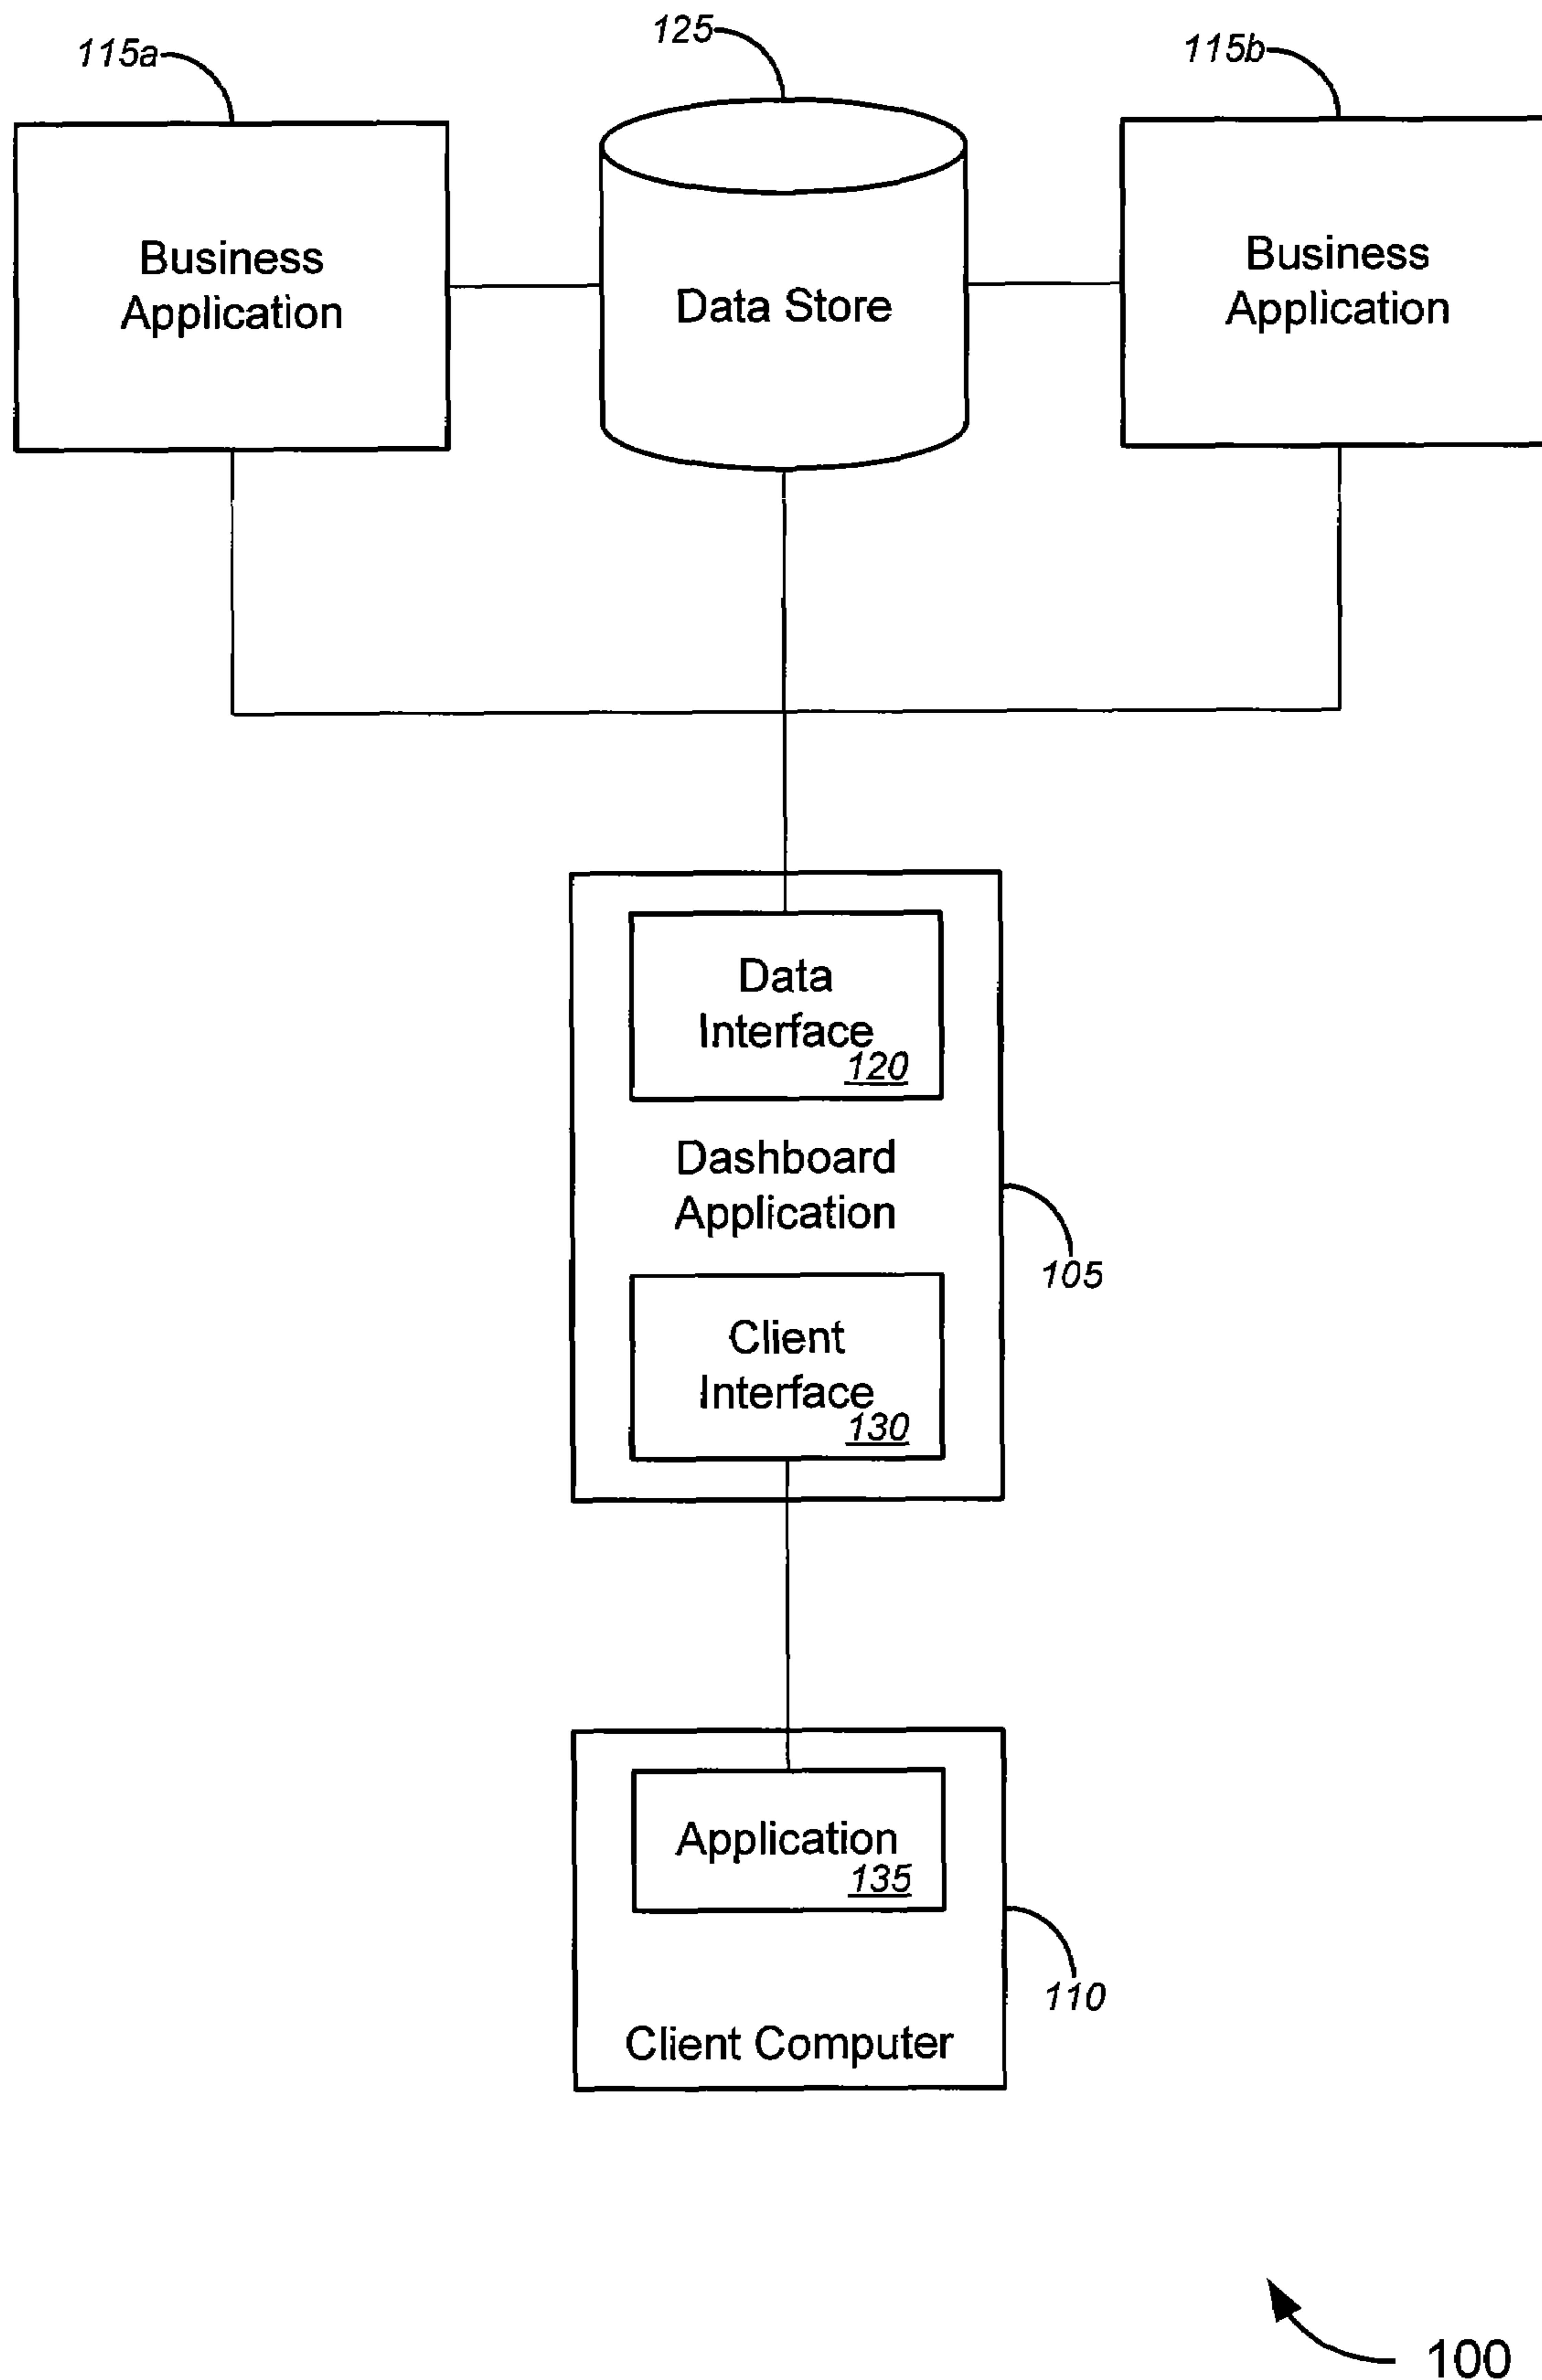 115a
125
115b
Business
Application
Data Store
Business
Application
Data
Interface
120
Dashboard
Application
105
Client
Interface
130
Application
135
110
Client Computer
100